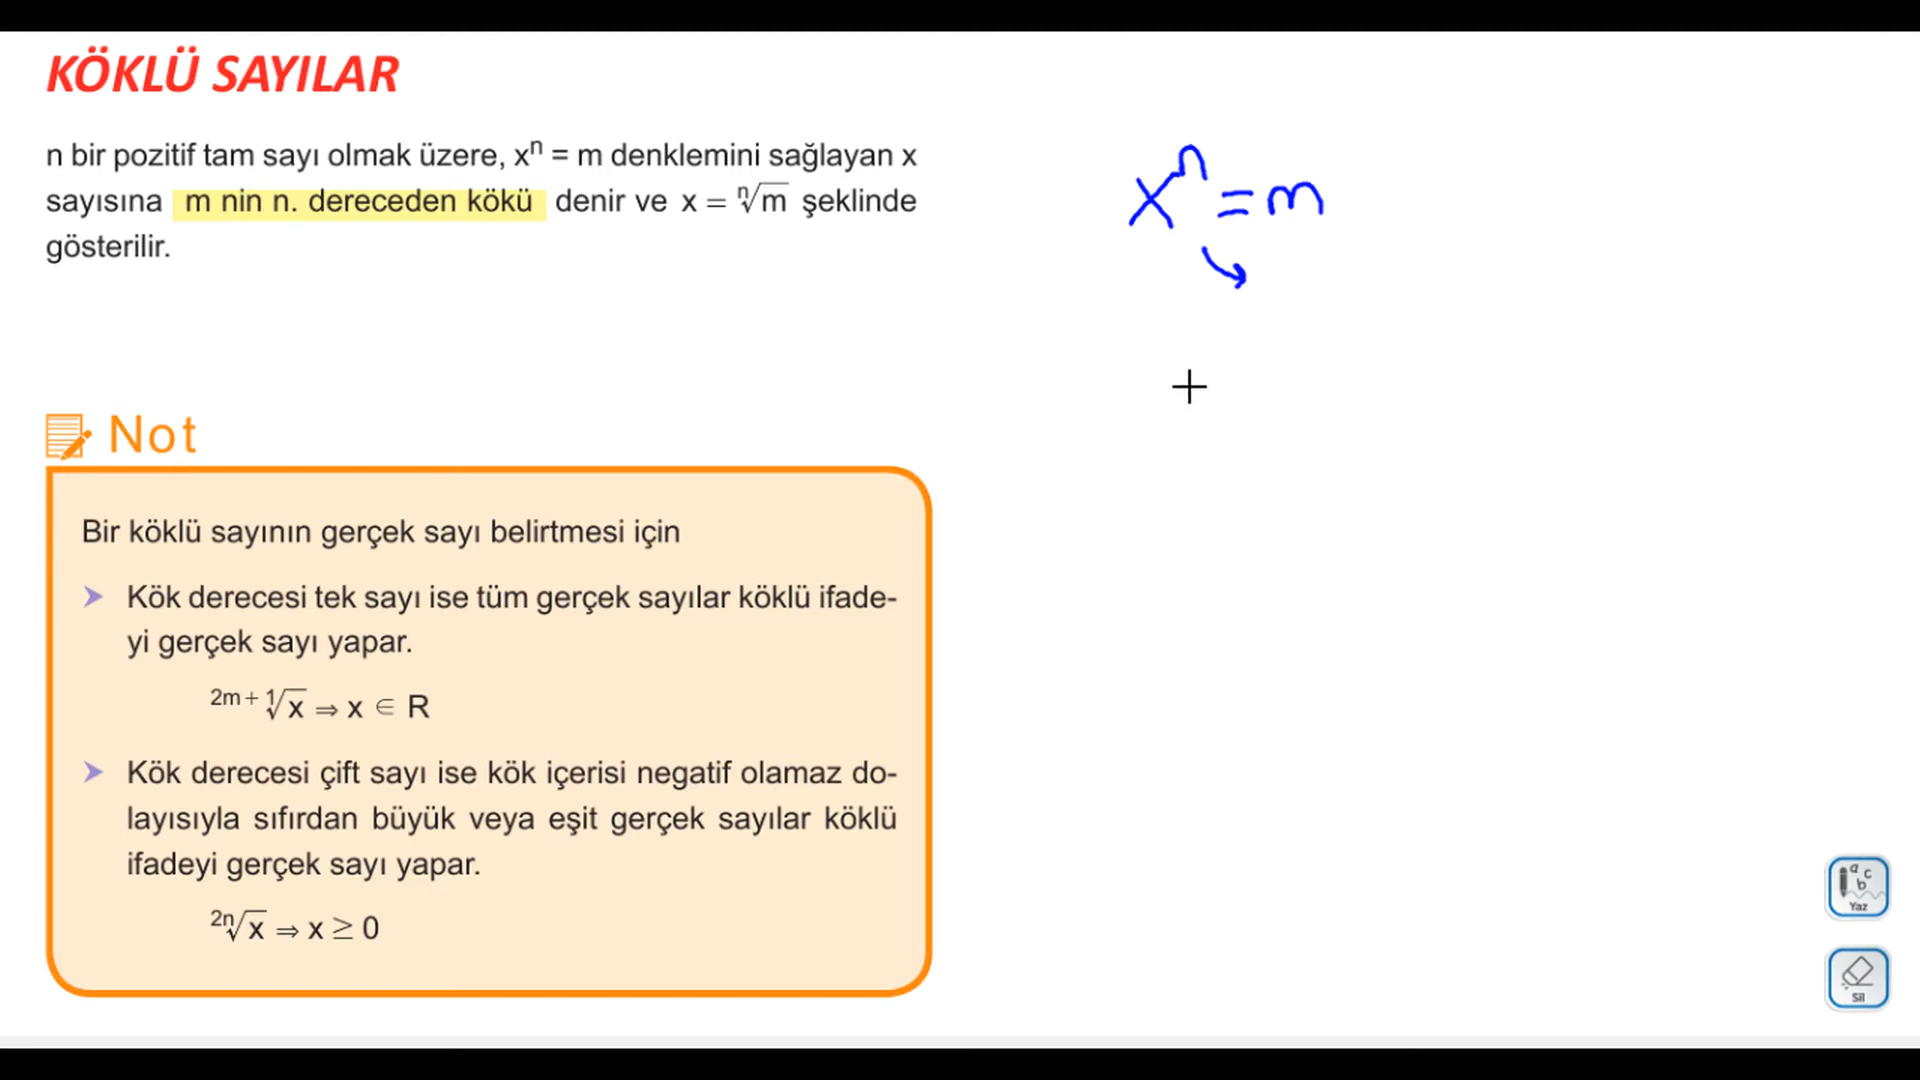 KÖKLÜ SAYILAR
n bir pozitif tam sayı olmak üzere, xⁿ = m denklemini sağlayan x
sayısına m nin n. dereceden kökü denir ve x = ⁿ√m şeklinde
gösterilir.
xⁿ = m
Not
Bir köklü sayının gerçek sayı belirtmesi için
➤ Kök derecesi tek sayı ise tüm gerçek sayılar köklü ifade-
yi gerçek sayı yapar.
²ᵐ⁺¹√x ⇒ x ∈ R
➤ Kök derecesi çift sayı ise kök içerisi negatif olamaz do-
layısıyla sıfırdan büyük veya eşit gerçek sayılar köklü
ifadeyi gerçek sayı yapar.
²ⁿ√x ⇒ x ≥ 0
a b c
Yaz
Sil